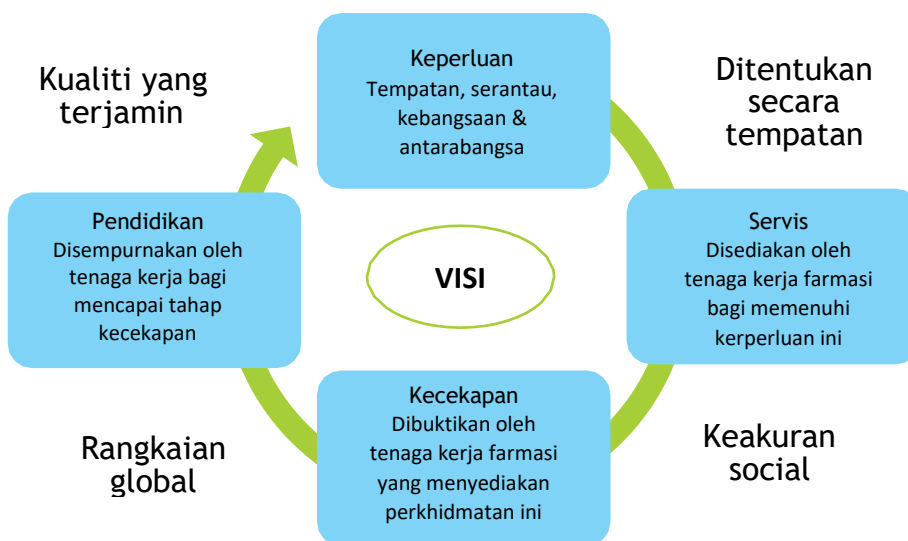 Kualiti yang
terjamin
Keperluan
Tempatan, serantau,
kebangsaan &
antarabangsa
Ditentukan
secara
tempatan
Pendidikan
Disempurnakan oleh
tenaga kerja bagi
mencapai tahap
kecekapan
VISI
Servis
Disediakan oleh
tenaga kerja farmasi
bagi memenuhi
kerperluan ini
Rangkaian
global
Kecekapan
Dibuktikan oleh
tenaga kerja farmasi
yang menyediakan
perkhidmatan ini
Keakuran
social